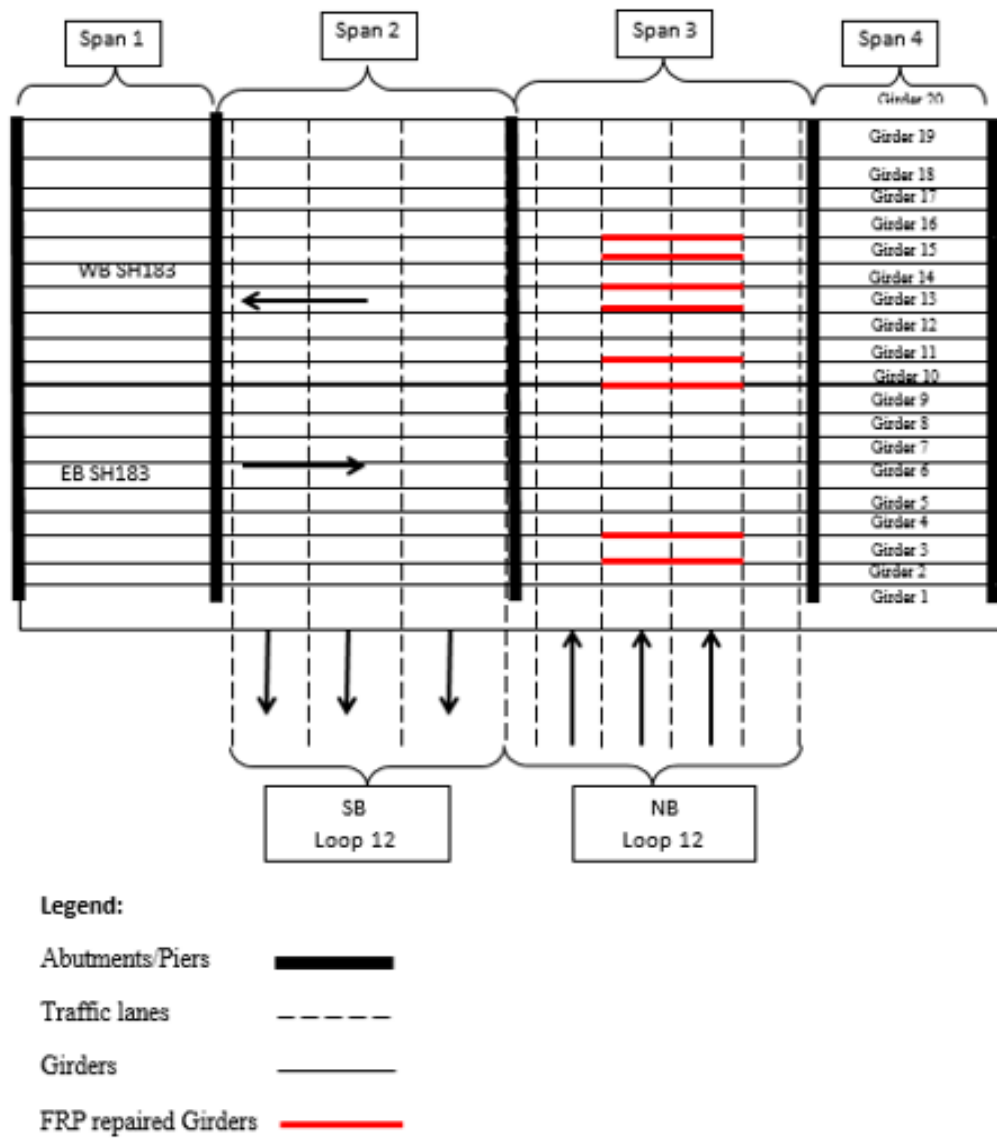 Span 1
Span 2
Span 3
Span 4
Girder 20
Girder 19
Girder 18
Girder 17
Girder 16
Girder 15
WB SH183
Girder 14
Girder 13
Girder 12
Girder 11
Girder 10
Girder 9
Girder 8
Girder 7
Girder 6
EB SH183
Girder 5
Girder 4
Girder 3
Girder 2
Girder 1
SB
Loop 12
NB
Loop 12
Legend:
Abutments/Piers
Traffic lanes
Girders
FRP repaired Girders